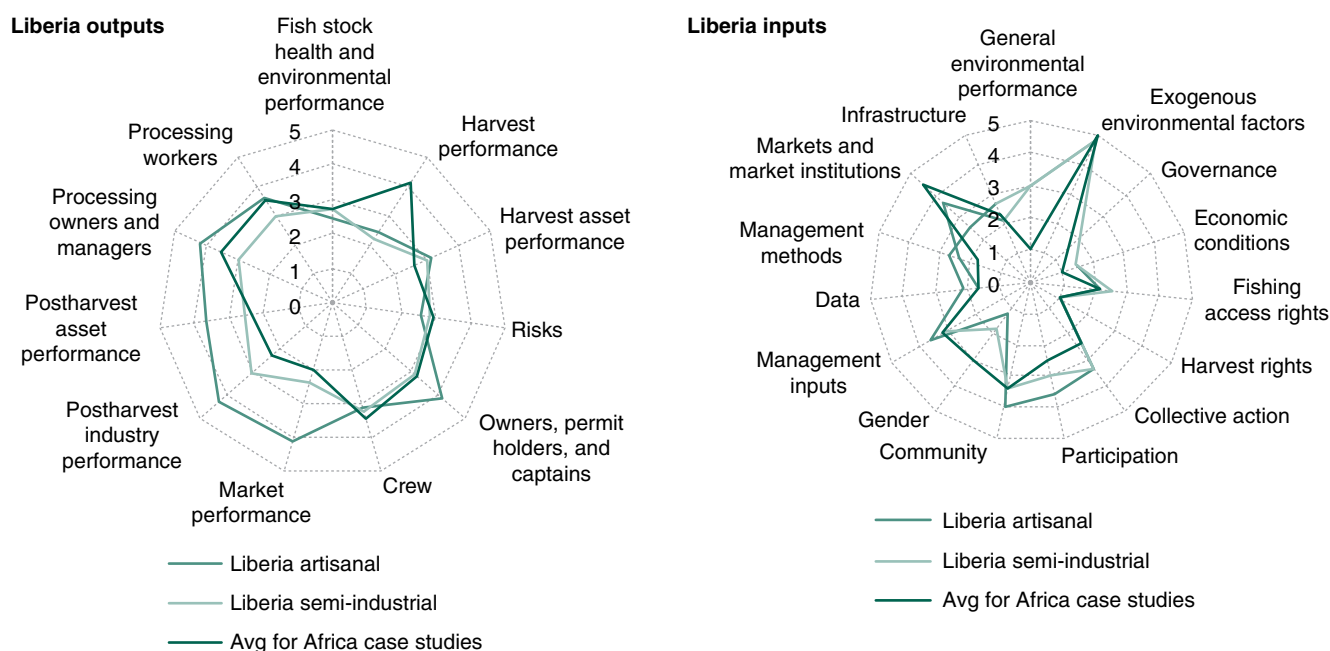 Liberia outputs
Fish stock
health and
environmental
performance
Harvest
performance
Harvest asset
performance
Risks
Owners, permit
holders, and
captains
Crew
Market
performance
Postharvest
industry
performance
Postharvest
asset
performance
Processing
owners and
managers
Processing
workers
5
4
3
2
1
0
Liberia artisanal
Liberia semi-industrial
Avg for Africa case studies
Liberia inputs
General
environmental
performance
Exogenous
environmental factors
Governance
Economic
conditions
Fishing
access rights
Harvest rights
Collective action
Participation
Community
Gender
Management
inputs
Data
Management
methods
Markets and
market institutions
Infrastructure
5
4
3
2
1
0
Liberia artisanal
Liberia semi-industrial
Avg for Africa case studies